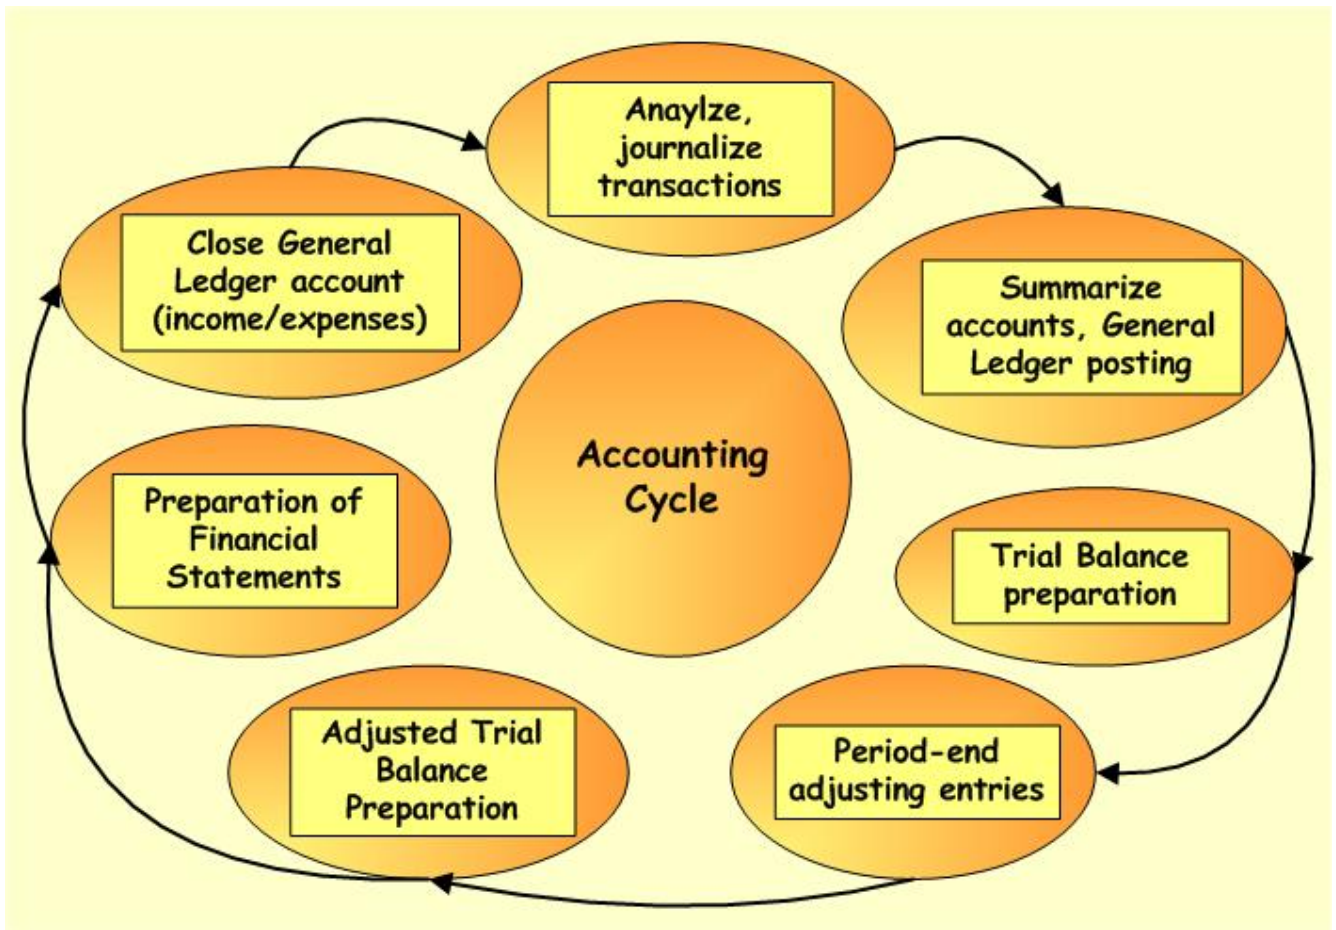 Anaylze,
journalize
transactions
Summarize
accounts, General
Ledger posting
Trial Balance
preparation
Period-end
adjusting entries
Adjusted Trial
Balance
Preparation
Preparation of
Financial
Statements
Close General
Ledger account
(income/expenses)
Accounting
Cycle